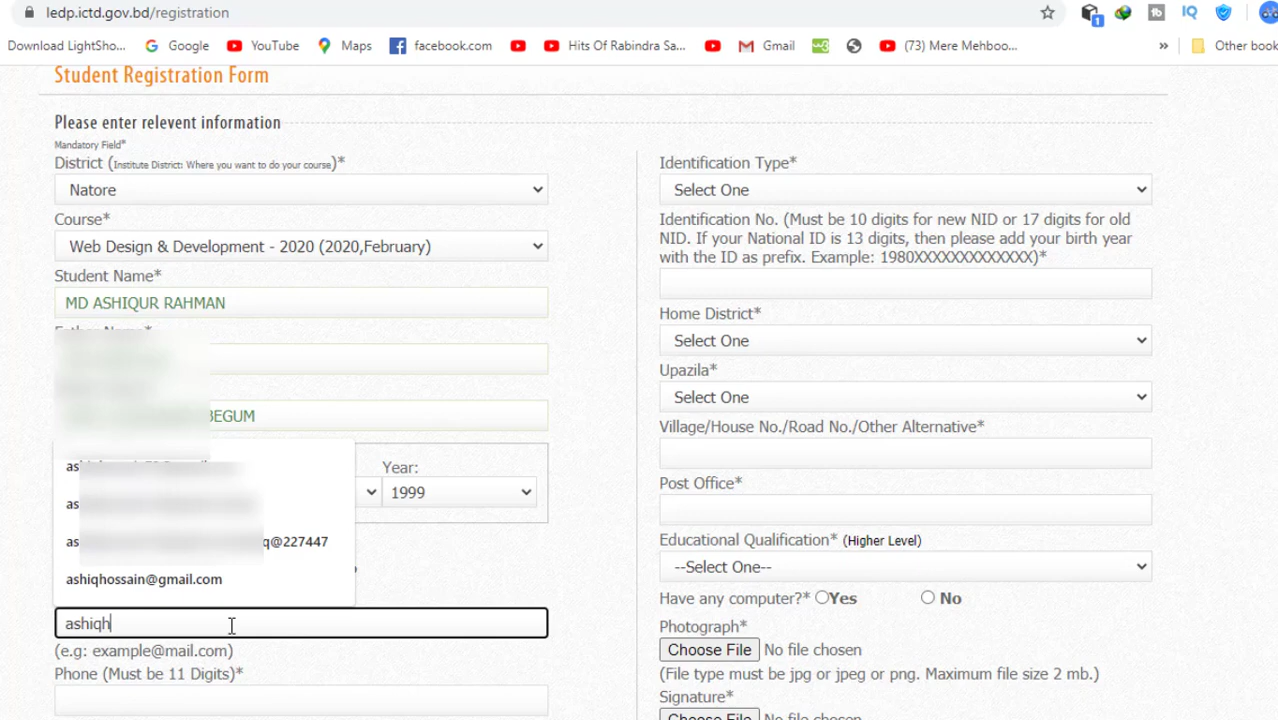 ledp.ictd.gov.bd/registration
1
Download LightSho...
Google
YouTube
Maps
facebook.com
Hits Of Rabindra Sa...
Gmail
(73) Mere Mehboo...
»
Other book
Student Registration Form
Please enter relevent information
Mandatory Field*
District (Institute District: Where you want to do your course)*
Natore
Course*
Web Design & Development - 2020 (2020,February)
Student Name*
MD ASHIQUR RAHMAN
BEGUM
Year:
1999
as
as
as
q@227447
ashiqhossain@gmail.com
ashiqh
(e.g: example@mail.com)
Phone (Must be 11 Digits)*
Identification Type*
Select One
Identification No. (Must be 10 digits for new NID or 17 digits for old
NID. If your National ID is 13 digits, then please add your birth year
with the ID as prefix. Example: 1980XXXXXXXXXXXXX)*
Home District*
Select One
Upazila*
Select One
Village/House No./Road No./Other Alternative*
Post Office*
Educational Qualification* (Higher Level)
--Select One--
Have any computer?* Yes No
Photograph*
Choose File No file chosen
(File type must be jpg or jpeg or png. Maximum file size 2 mb.)
Signature*
Choose File No file chosen